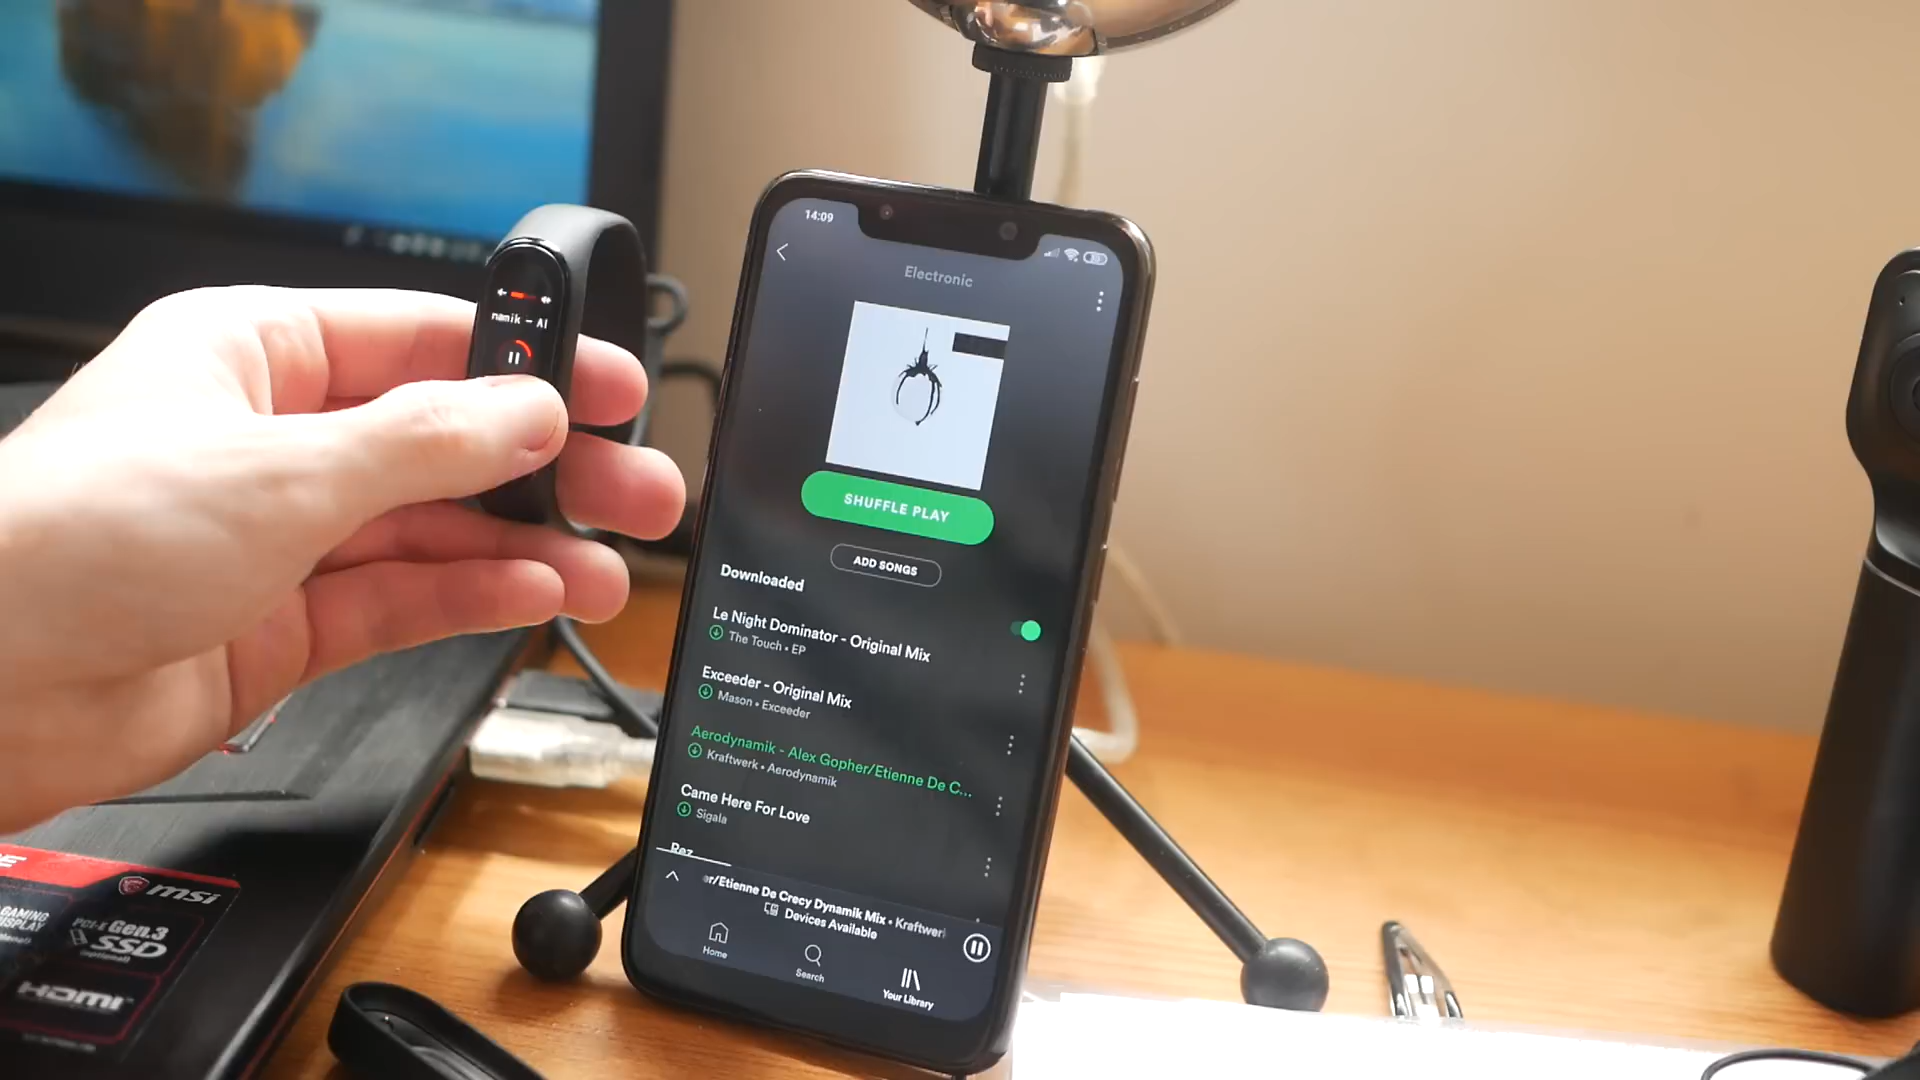 namik - Al
14:09
Electronic
SHUFFLE PLAY
ADD SONGS
Downloaded
Le Night Dominator - Original Mix
The Touch • EP
Exceeder - Original Mix
Mason • Exceeder
Aerodynamik - Alex Gopher/Etienne De C...
Kraftwerk • Aerodynamik
Came Here For Love
Sigala
Rez
er/Etienne De Crecy Dynamik Mix • Kraftwer
Devices Available
Home
Search
Your Library
msi
GAMING
PCI-E Gen.3
SSD
(optional)
HDMI